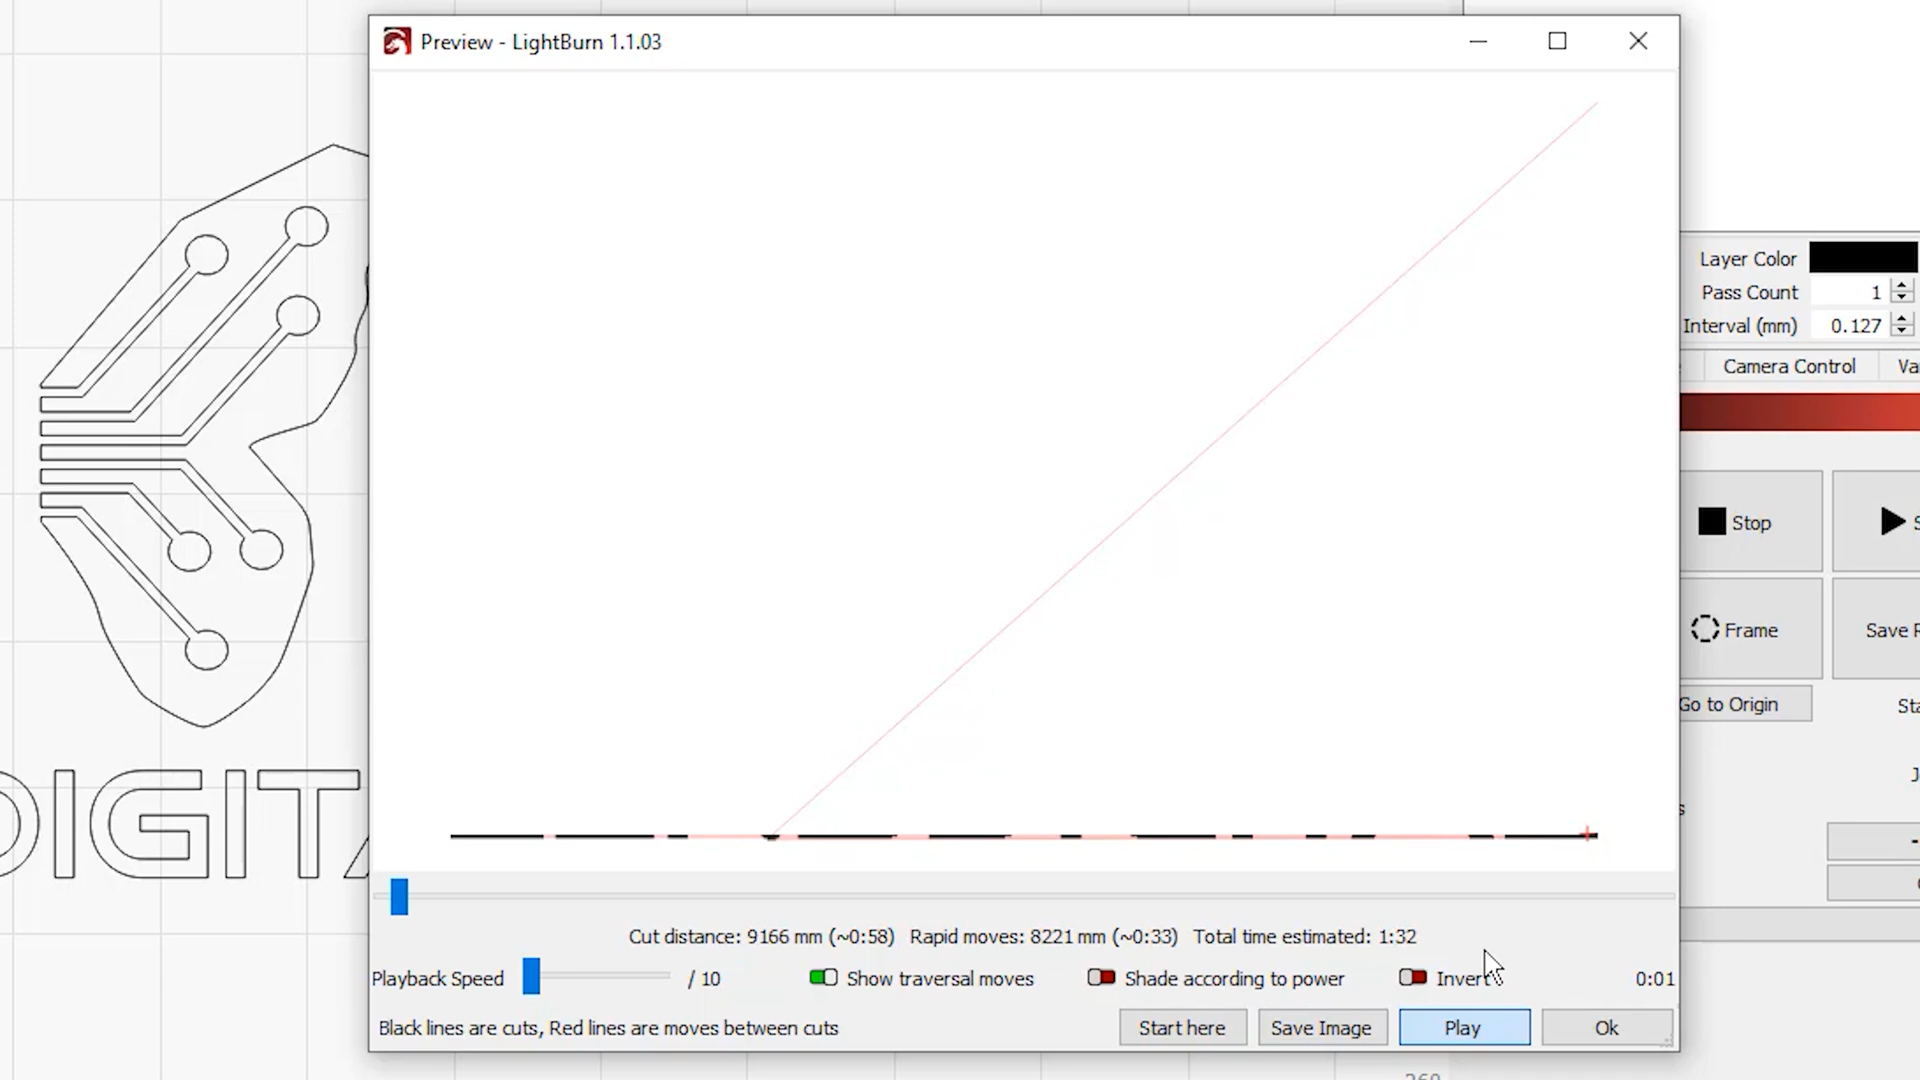 Preview - LightBurn 1.1.03
Layer Color
Pass Count 1
Interval (mm) 0.127
Camera Control
Stop
Frame
Save
Go to Origin
DIGIT
Cut distance: 9166 mm (~0:58) Rapid moves: 8221 mm (~0:33) Total time estimated: 1:32
Playback Speed / 10 Show traversal moves Shade according to power Invert 0:01
Black lines are cuts, Red lines are moves between cuts Start here Save Image Play Ok